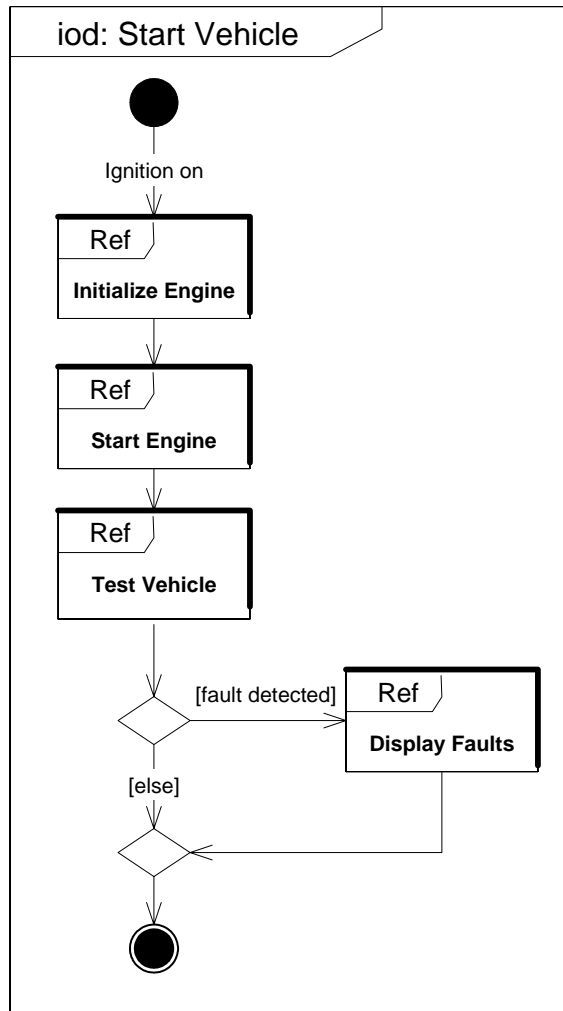 iod: Start Vehicle
Ignition on
Ref
Initialize Engine
Ref
Start Engine
Ref
Test Vehicle
[fault detected]
Ref
Display Faults
[else]